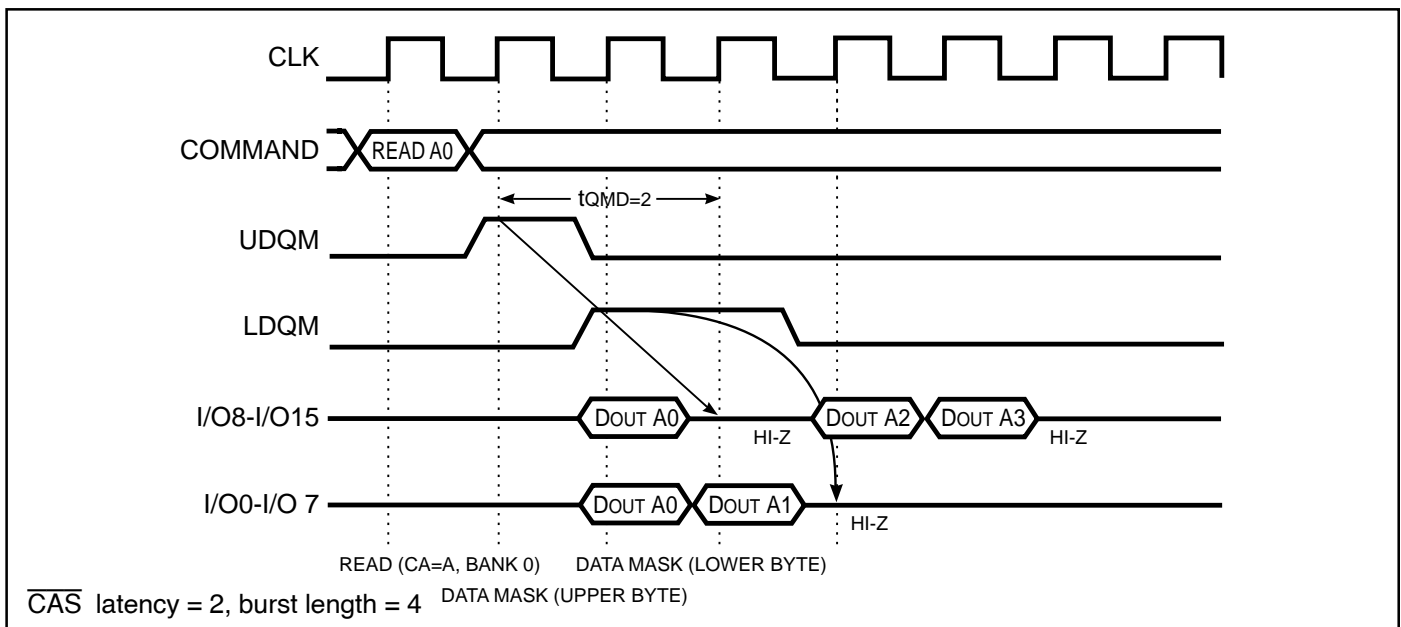 CLK
COMMAND READ A0
tQMD=2
UDQM
LDQM
I/O8-I/O15 DOUT A0 HI-Z DOUT A2 DOUT A3 HI-Z
I/O0-I/O 7 DOUT A0 DOUT A1 HI-Z
READ (CA=A, BANK 0) DATA MASK (LOWER BYTE)
CAS latency = 2, burst length = 4 DATA MASK (UPPER BYTE)